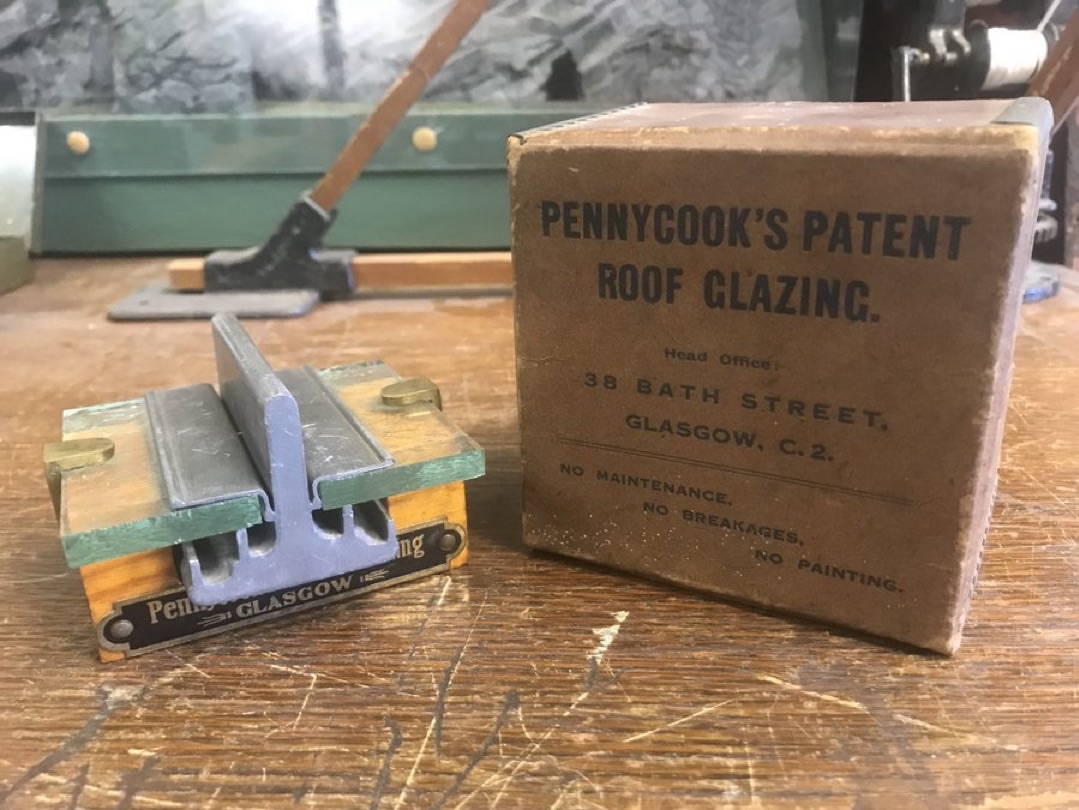 PENNYCOOK'S PATENT
ROOF GLAZING.
Head Office:
38 BATH STREET,
GLASGOW, C.2.
NO MAINTENANCE,
NO BREAKAGES,
NO PAINTING.
GLASGOW